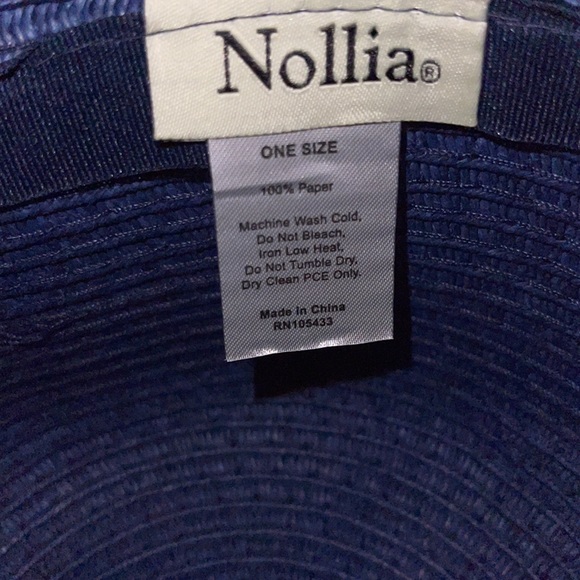 Nollia®
ONE SIZE
100% Paper
Machine Wash Cold,
Do Not Bleach,
Iron Low Heat,
Do Not Tumble Dry,
Dry Clean PCE Only.
Made in China
RN105433